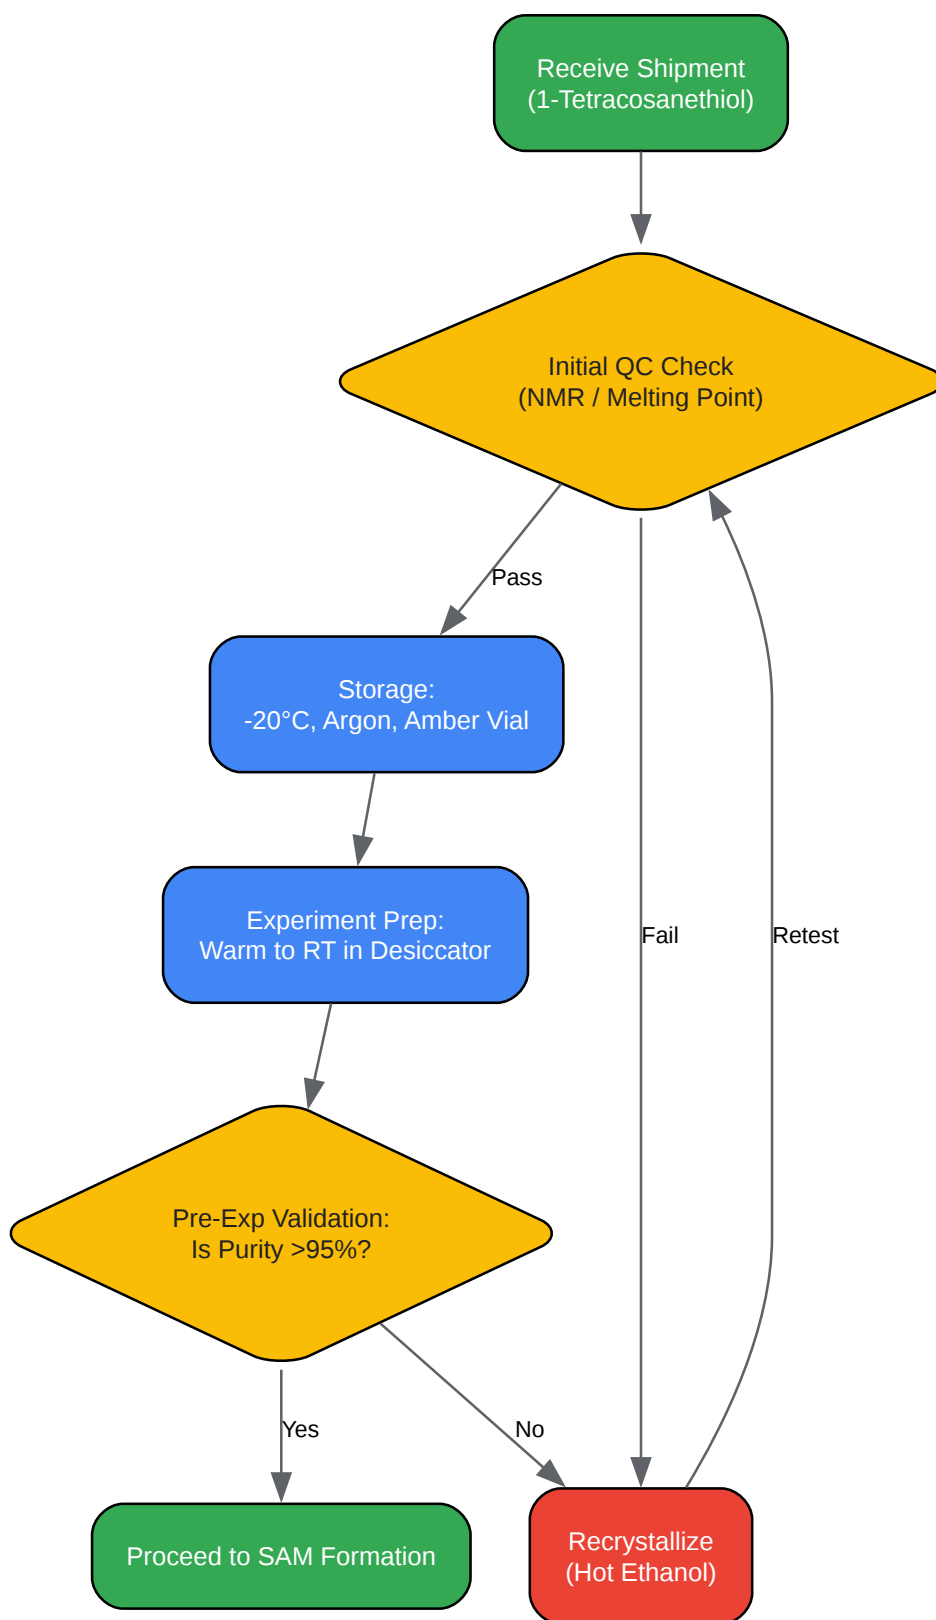 Receive Shipment
(1-Tetracosanethiol)
Initial QC Check
(NMR / Melting Point)
Pass
Storage:
-20°C, Argon, Amber Vial
Experiment Prep:
Warm to RT in Desiccator
Fail
Retest
Pre-Exp Validation:
Is Purity >95%?
Yes
No
Proceed to SAM Formation
Recrystallize
(Hot Ethanol)